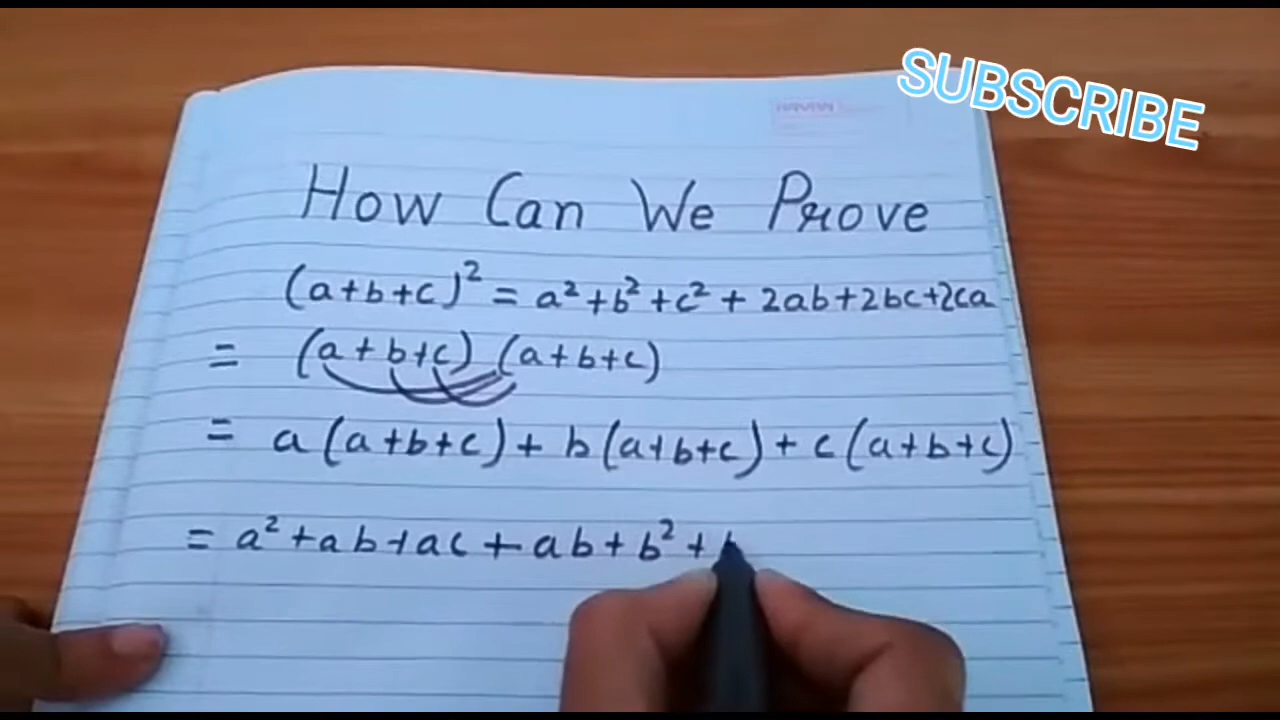 SUBSCRIBE
How Can We Prove
(a+b+c)² = a²+b²+c²+2ab+2bc+2ca
= (a+b+c)(a+b+c)
= a(a+b+c)+b(a+b+c)+c(a+b+c)
= a²+ab+ac+ab+b²+